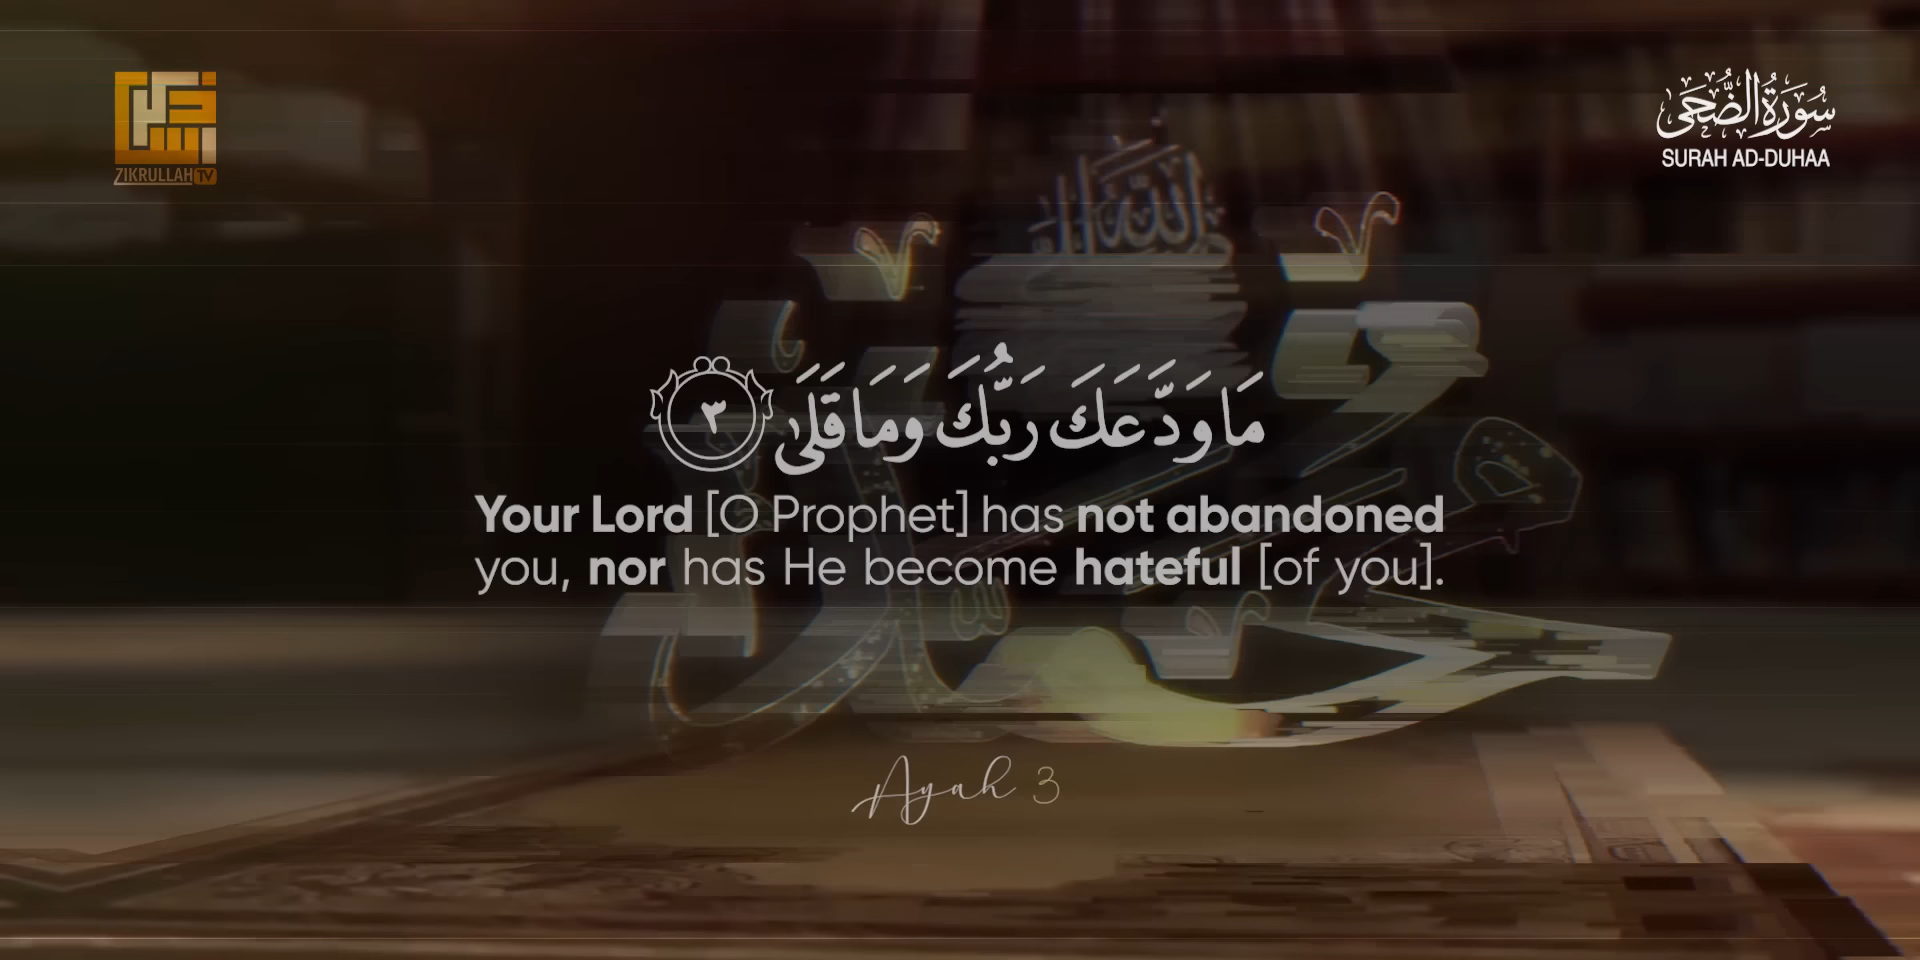 ZIKRULLAH TV
سُورَةُ الضُّحَى
SURAH AD-DUHAA
مَا وَدَّعَكَ رَبُّكَ وَمَا قَلَىٰ ٣
Your Lord [O Prophet] has not abandoned
you, nor has He become hateful [of you].
Ayah 3